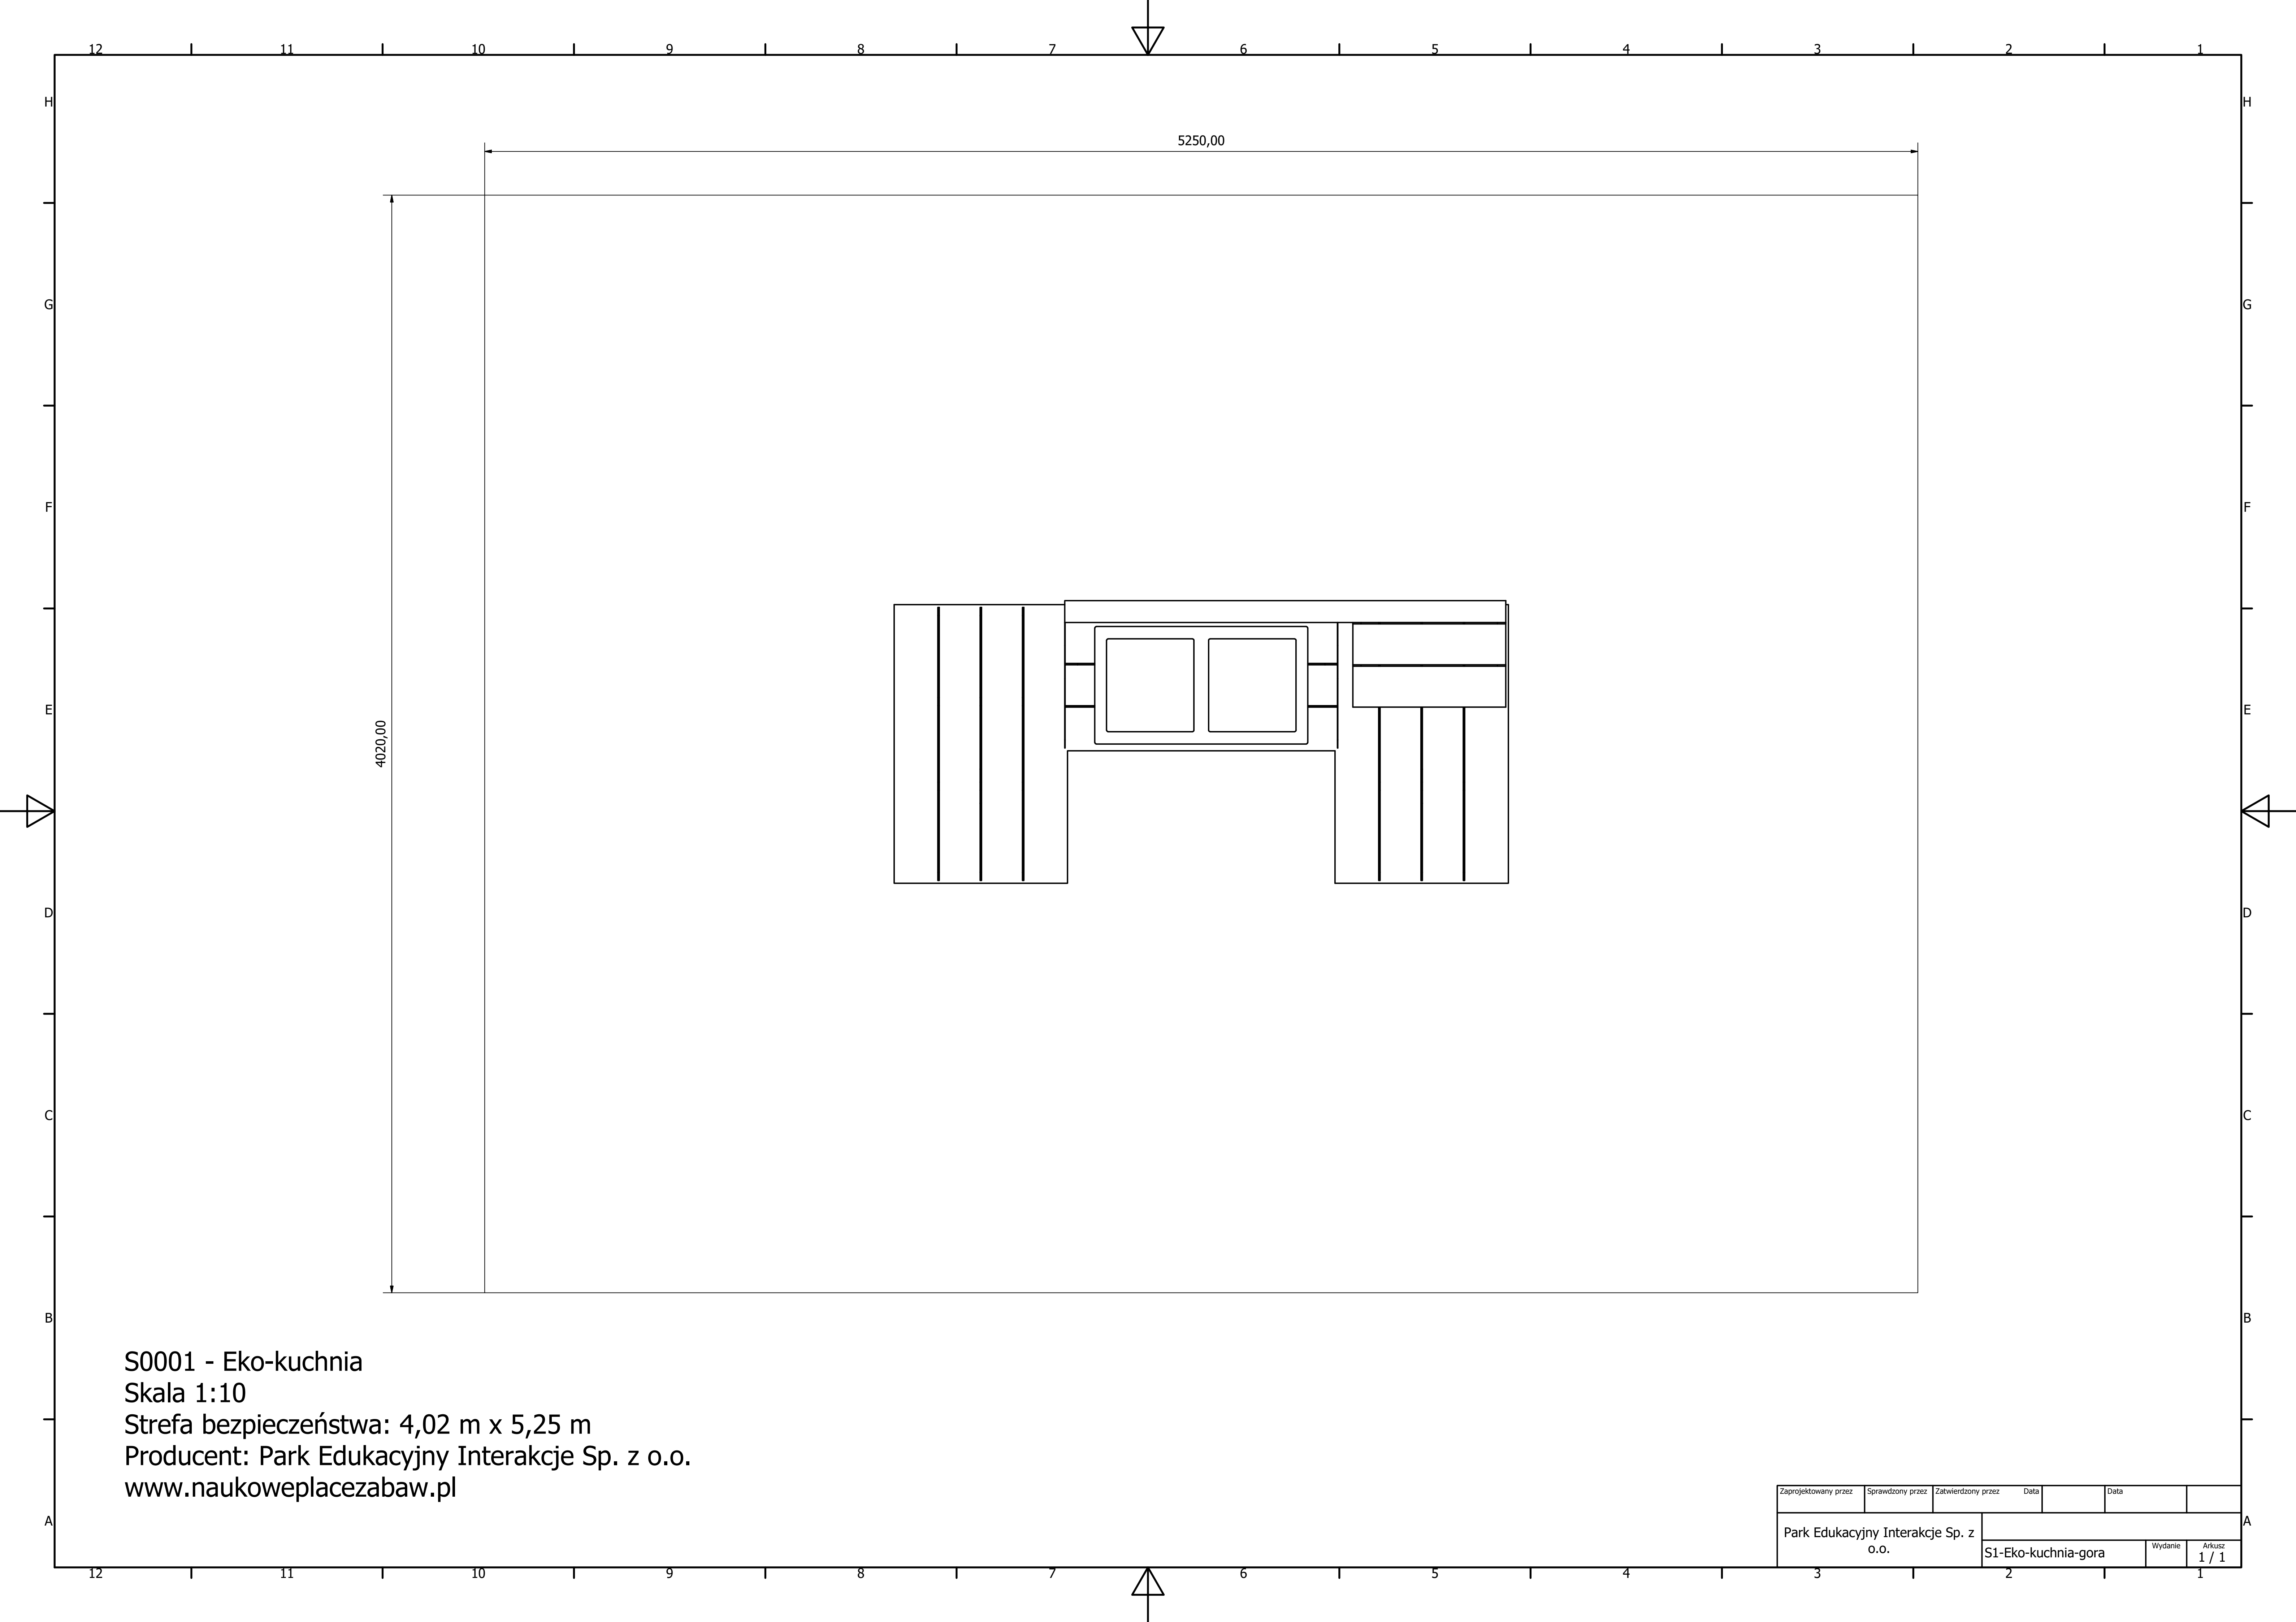 12 11 10 9 8 7 6 5 4 3 2 1
H H
5250,00
G G
F F
E E
4020,00
D D
C C
B B
S0001 - Eko-kuchnia
Skala 1:10
Strefa bezpieczeństwa: 4,02 m x 5,25 m
Producent: Park Edukacyjny Interakcje Sp. z o.o.
www.naukoweplacezabaw.pl
Zaprojektowany przez Sprawdzony przez Zatwierdzony przez Data Data
A A
Park Edukacyjny Interakcje Sp. z
o.o.
S1-Eko-kuchnia-gora
Wydanie Arkusz
1 / 1
12 11 10 9 8 7 6 5 4 3 2 1